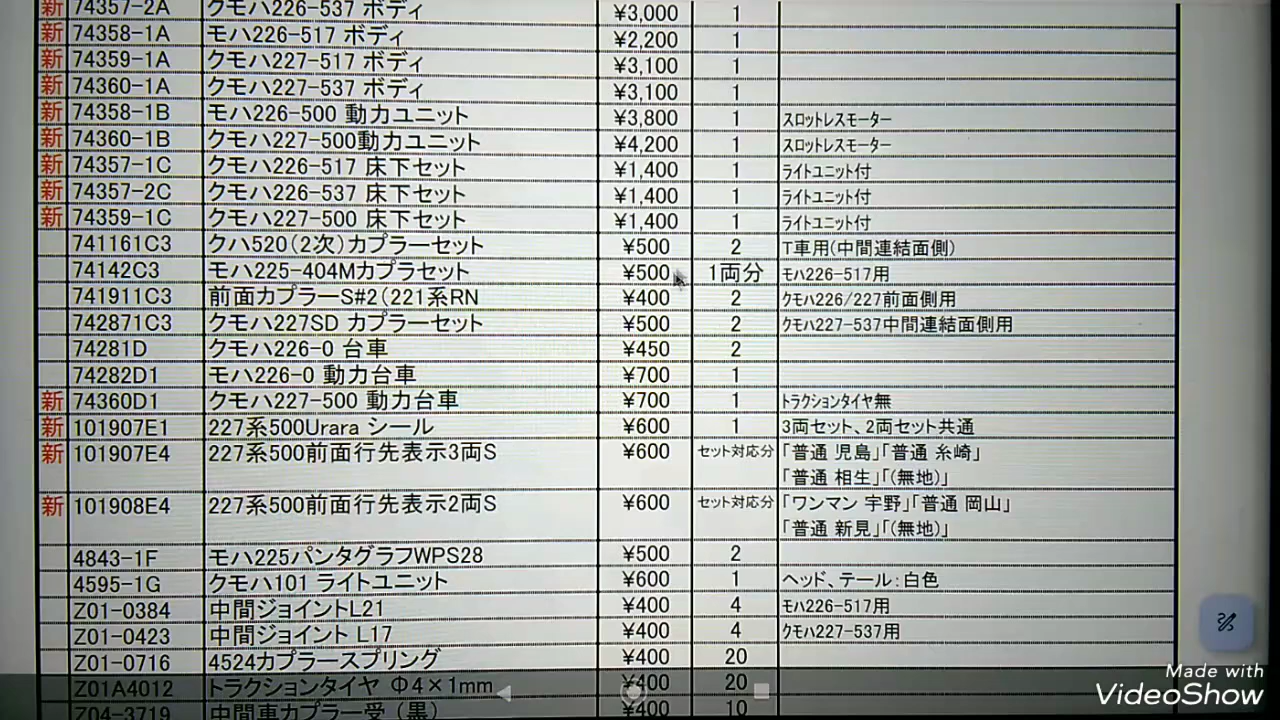 新 74357-2A クモハ226-537 ボディ ¥3,000 1
新 74358-1A モハ226-517 ボディ ¥2,200 1
新 74359-1A クモハ227-517 ボディ ¥3,100 1
新 74360-1A クモハ227-537 ボディ ¥3,100 1
新 74358-1B モハ226-500 動力ユニット ¥3,800 1 スロットレスモーター
新 74360-1B クモハ227-500動力ユニット ¥4,200 1 スロットレスモーター
新 74357-1C クモハ226-517 床下セット ¥1,400 1 ライトユニット付
新 74357-2C クモハ226-537 床下セット ¥1,400 1 ライトユニット付
新 74359-1C クモハ227-500 床下セット ¥1,400 1 ライトユニット付
741161C3 クハ520(2次)カプラーセット ¥500 2 T車用(中間連結面側)
74142C3 モハ225-404Mカプラセット ¥500 1両分 モハ226-517用
741911C3 前面カプラーS#2(221系RN ¥400 2 クモハ226/227前面側用
742871C3 クモハ227SD カプラーセット ¥500 2 クモハ227-537中間連結面側用
74281D クモハ226-0 台車 ¥450 2
74282D1 モハ226-0 動力台車 ¥700 1
新 74360D1 クモハ227-500 動力台車 ¥700 1 トラクションタイヤ無
新 101907E1 227系500Urara シール ¥600 1 3両セット、2両セット共通
新 101907E4 227系500前面行先表示3両S ¥600 セット対応分 「普通 児島」「普通 糸崎」
「普通 相生」「(無地)」
新 101908E4 227系500前面行先表示2両S ¥600 セット対応分 「ワンマン 宇野」「普通 岡山」
「普通 新見」「(無地)」
4843-1F モハ225パンタグラフWPS28 ¥500 2
4595-1G クモハ101 ライトユニット ¥600 1 ヘッド、テール:白色
Z01-0384 中間ジョイントL21 ¥400 4 モハ226-517用
Z01-0423 中間ジョイント L17 ¥400 4 クモハ227-537用
Z01-0716 4524カプラースプリング ¥400 20
Z01A4012 トラクションタイヤ Φ4×1mm ¥400 20
Z04-3719 中間車カプラー受(黒) ¥400 10
Made with
VideoShow